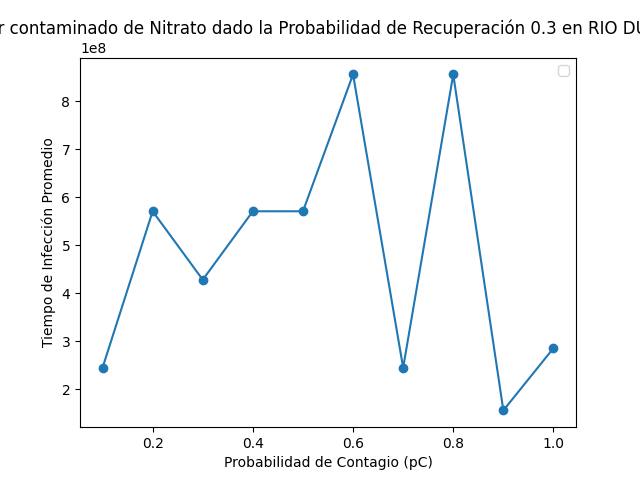 contaminado de Nitrato dado la Probabilidad de Recuperación 0.3 en RIO
1e8
8
7
6
5
4
3
2
Tiempo de Infección Promedio
0.2 0.4 0.6 0.8 1.0
Probabilidad de Contagio (pC)